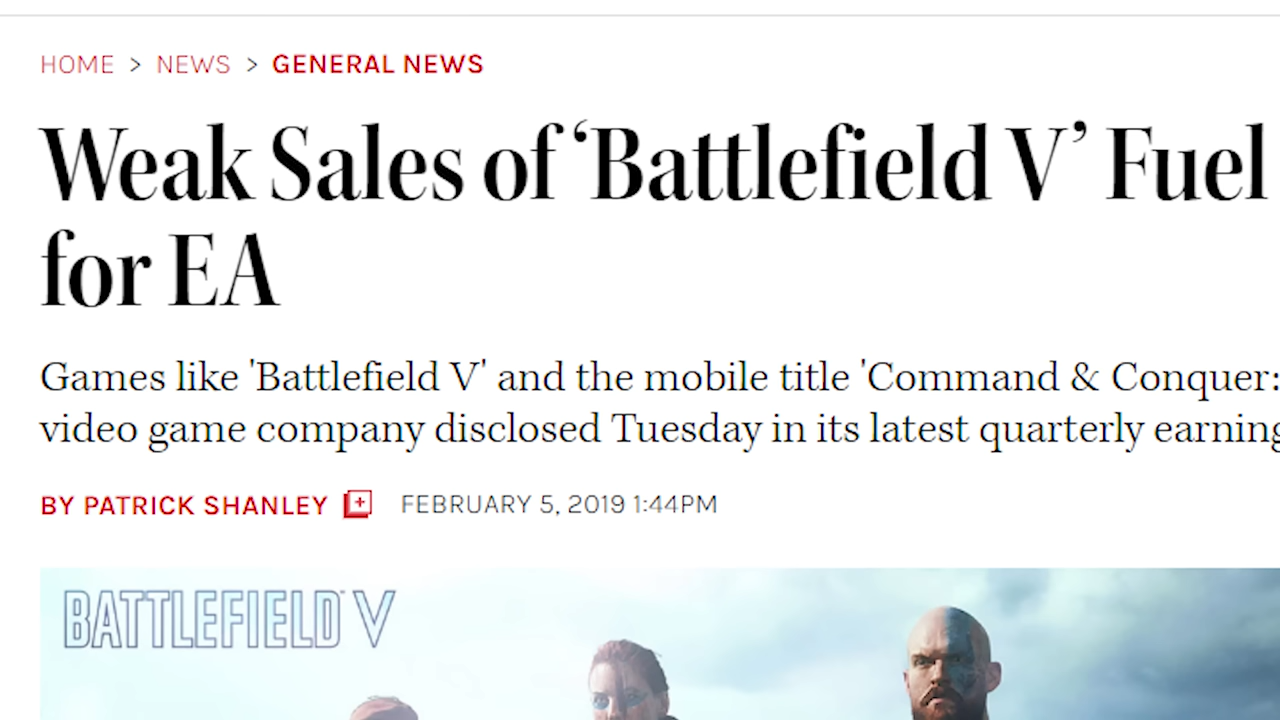 HOME > NEWS > GENERAL NEWS
Weak Sales of ‘Battlefield V’ Fuel
for EA
Games like 'Battlefield V' and the mobile title 'Command & Conquer:
video game company disclosed Tuesday in its latest quarterly earning
BY PATRICK SHANLEY FEBRUARY 5, 2019 1:44PM
BATTLEFIELD V